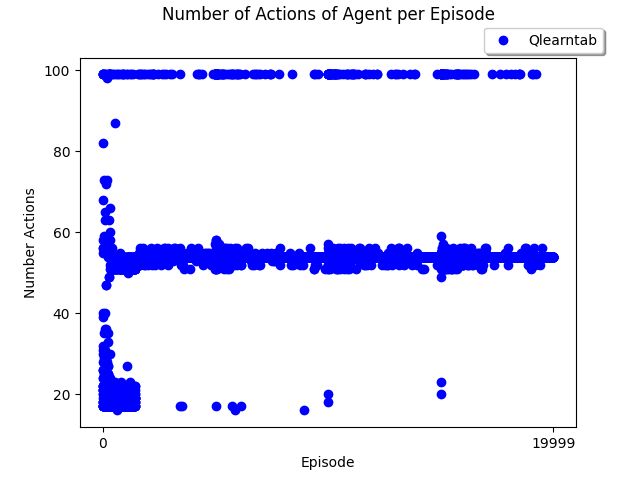 Number of Actions of Agent per Episode
Qlearntab
100
80
60
40
20
Number Actions
0
19999
Episode